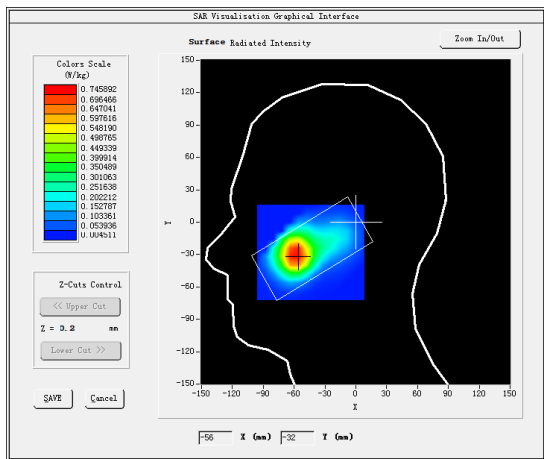 SAR Visualization Graphical Interface
Surface Radiated Intensity
Zoom In/Out
Colors Scale
(W/kg)
0.745892
0.696466
0.647041
0.597616
0.548190
0.498765
0.449339
0.399914
0.350489
0.301063
0.251638
0.202212
0.152787
0.103361
0.053936
0.004511
Z-Cuts Control
<< Upper Cut
Z = 3.2 mm
Lower Cut >>
SAVE
Cancel
150
120
90
60
30
0
-30
-60
-90
-120
-150
Y
-150 -120 -90 -60 -30 0 30 60 90 120 150
X
-56 X (mm) -32 Y (mm)